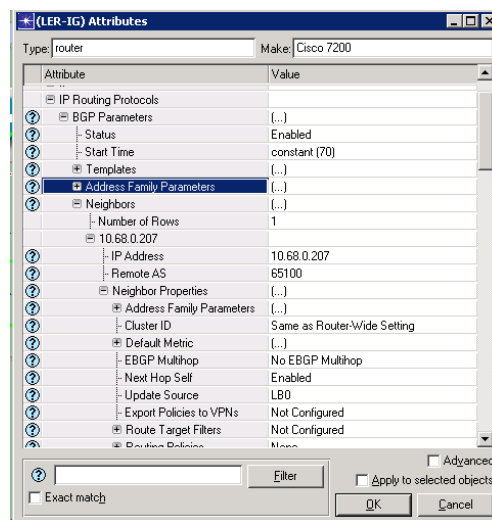 (LER-IG) Attributes
Type: router Make: Cisco 7200
Attribute Value
IP Routing Protocols
BGP Parameters (...)
Status Enabled
Start Time constant (70)
Templates (...)
Address Family Parameters (...)
Neighbors (...)
Number of Rows 1
10.68.0.207
IP Address 10.68.0.207
Remote AS 65100
Neighbor Properties (...)
Address Family Parameters (...)
Cluster ID Same as Router-Wide Setting
Default Metric (...)
EBGP Multihop No EBGP Multihop
Next Hop Self Enabled
Update Source LB0
Export Policies to VPNs Not Configured
Route Target Filters Not Configured
Routing Policies None
Advanced
Filter Apply to selected objects
Exact match OK Cancel